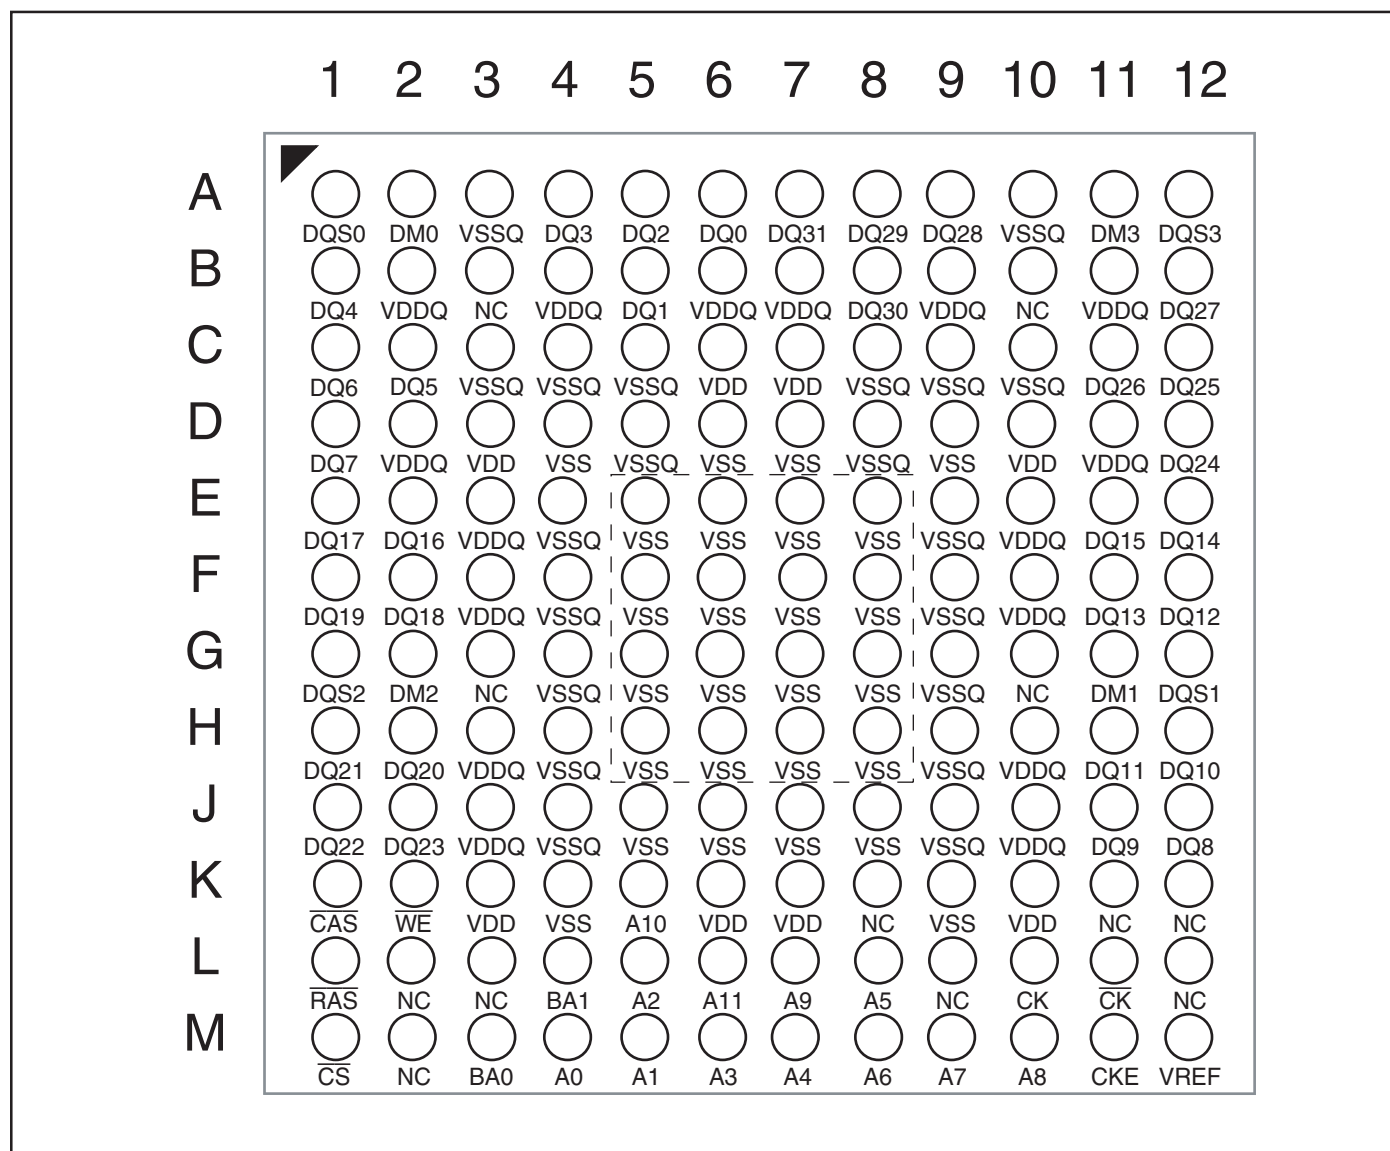 1 2 3 4 5 6 7 8 9 10 11 12
A
DQS0 DM0 VSSQ DQ3 DQ2 DQ0 DQ31 DQ29 DQ28 VSSQ DM3 DQS3
B
DQ4 VDDQ NC VDDQ DQ1 VDDQ VDDQ DQ30 VDDQ NC VDDQ DQ27
C
DQ6 DQ5 VSSQ VSSQ VSSQ VDD VDD VSSQ VSSQ VSSQ DQ26 DQ25
D
DQ7 VDDQ VDD VSS VSSQ VSS VSS VSSQ VSS VDD VDDQ DQ24
E
DQ17 DQ16 VDDQ VSSQ VSS VSS VSS VSS VSSQ VDDQ DQ15 DQ14
F
DQ19 DQ18 VDDQ VSSQ VSS VSS VSS VSS VSSQ VDDQ DQ13 DQ12
G
DQS2 DM2 NC VSSQ VSS VSS VSS VSS VSSQ NC DM1 DQS1
H
DQ21 DQ20 VDDQ VSSQ VSS VSS VSS VSS VSSQ VDDQ DQ11 DQ10
J
DQ22 DQ23 VDDQ VSSQ VSS VSS VSS VSS VSSQ VDDQ DQ9 DQ8
K
C̅A̅S̅ W̅E̅ VDD VSS A10 VDD VDD NC VSS VDD NC NC
L
R̅A̅S̅ NC NC BA1 A2 A11 A9 A5 NC CK C̅K̅ NC
M
C̅S̅ NC BA0 A0 A1 A3 A4 A6 A7 A8 CKE VREF